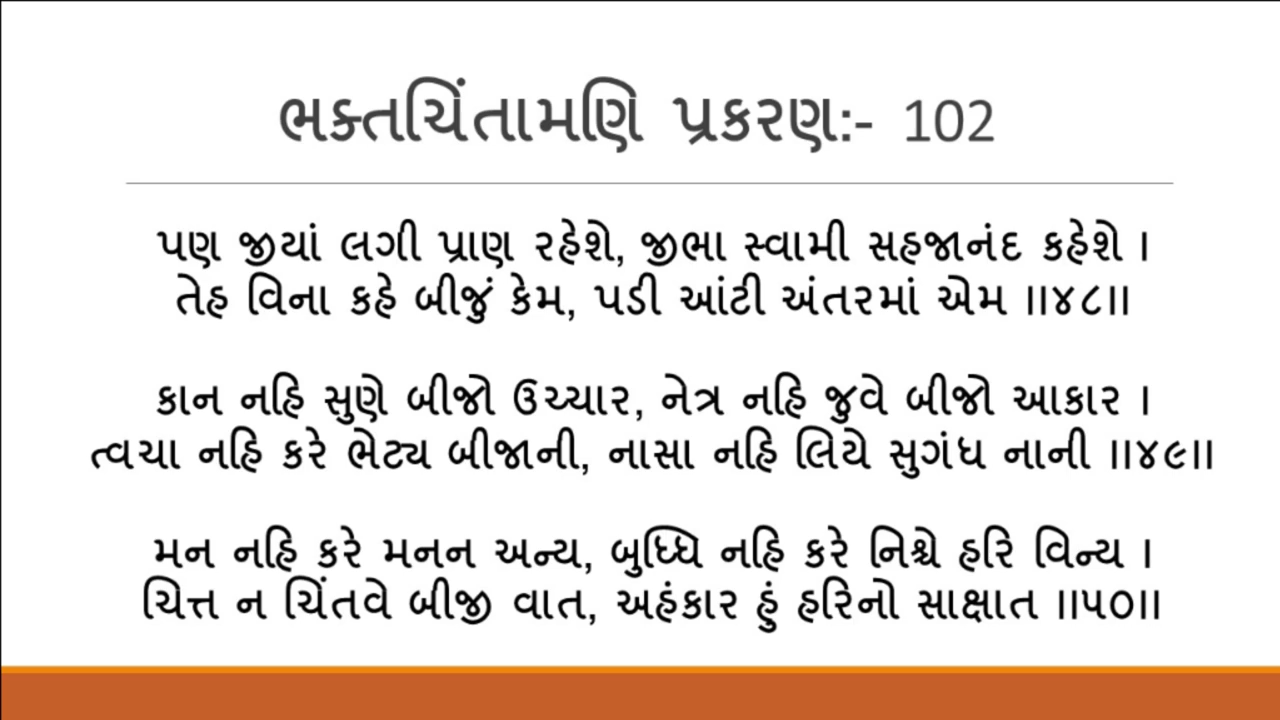 ભક્તચિંતામણિ પ્રકરણ:- 102
પણ જીયાં લગી પ્રાણ રહેશે, જીભા સ્વામી સહજાનંદ કહેશે ।
તેહ વિના કહે બીજું કેમ, પડી આંટી અંતરમાં એમ ।।૪૮।।
કાન નહિ સુણે બીજો ઉચ્ચાર, નેત્ર નહિ જુવે બીજો આકાર ।
ત્વચા નહિ કરે ભેટ્ય બીજાની, નાસા નહિ લિયે સુગંધ નાની ।।૪૯।।
મન નહિ કરે મનન અન્ય, બુધ્ધિ નહિ કરે નિશ્ચે હરિ વિન્ય ।
ચિત્ત ન ચિંતવે બીજી વાત, અહંકાર હું હરિનો સાક્ષાત ।।૫૦।।